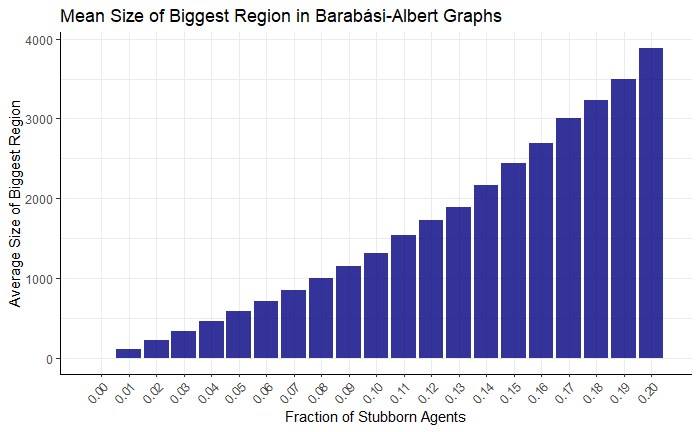 Mean Size of Biggest Region in Barabási-Albert Graphs
Average Size of Biggest Region
4000
3000
2000
1000
0
0.00 0.01 0.02 0.03 0.04 0.05 0.06 0.07 0.08 0.09 0.10 0.11 0.12 0.13 0.14 0.15 0.16 0.17 0.18 0.19 0.20
Fraction of Stubborn Agents